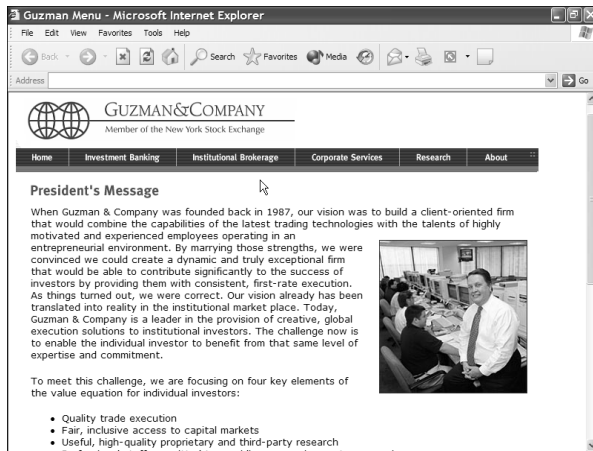 Guzman Menu - Microsoft Internet Explorer
File Edit View Favorites Tools Help
Back Search Favorites Media
Address Go
GUZMAN&COMPANY
Member of the New York Stock Exchange
Home Investment Banking Institutional Brokerage Corporate Services Research About
President's Message
When Guzman & Company was founded back in 1987, our vision was to build a client-oriented firm
that would combine the capabilities of the latest trading technologies with the talents of highly
motivated and experienced employees operating in an
entrepreneurial environment. By marrying those strengths, we were
convinced we could create a dynamic and truly exceptional firm
that would be able to contribute significantly to the success of
investors by providing them with consistent, first-rate execution.
As things turned out, we were correct. Our vision already has been
translated into reality in the institutional market place. Today,
Guzman & Company is a leader in the provision of creative, global
execution solutions to institutional investors. The challenge now is
to enable the individual investor to benefit from that same level of
expertise and commitment.
To meet this challenge, we are focusing on four key elements of
the value equation for individual investors:
• Quality trade execution
• Fair, inclusive access to capital markets
• Useful, high-quality proprietary and third-party research